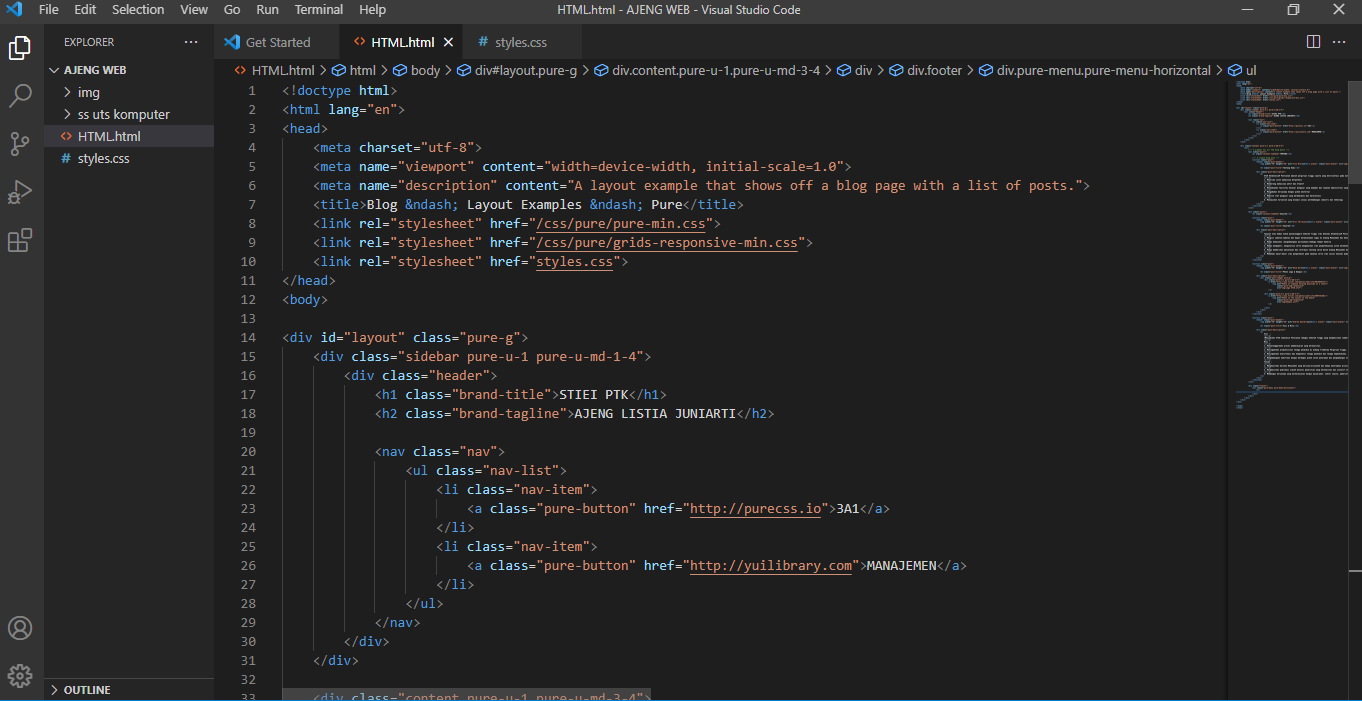 File Edit Selection View Go Run Terminal Help HTML.html - AJENG WEB - Visual Studio Code
EXPLORER ··· Get Started <> HTML.html # styles.css
AJENG WEB
img
ss uts komputer
<> HTML.html
# styles.css
OUTLINE
<> HTML.html > html > body > div#layout.pure-g > div.content.pure-u-1.pure-u-md-3-4 > div > div.footer > div.pure-menu.pure-menu-horizontal > ul
1 <!doctype html>
2 <html lang="en">
3 <head>
4 <meta charset="utf-8">
5 <meta name="viewport" content="width=device-width, initial-scale=1.0">
6 <meta name="description" content="A layout example that shows off a blog page with a list of posts.">
7 <title>Blog &ndash; Layout Examples &ndash; Pure</title>
8 <link rel="stylesheet" href="/css/pure/pure-min.css">
9 <link rel="stylesheet" href="/css/pure/grids-responsive-min.css">
10 <link rel="stylesheet" href="styles.css">
11 </head>
12 <body>
13
14 <div id="layout" class="pure-g">
15 <div class="sidebar pure-u-1 pure-u-md-1-4">
16 <div class="header">
17 <h1 class="brand-title">STIEI PTK</h1>
18 <h2 class="brand-tagline">AJENG LISTIA JUNIARTI</h2>
19
20 <nav class="nav">
21 <ul class="nav-list">
22 <li class="nav-item">
23 <a class="pure-button" href="http://purecss.io">3A1</a>
24 </li>
25 <li class="nav-item">
26 <a class="pure-button" href="http://yuilibrary.com">MANAJEMEN</a>
27 </li>
28 </ul>
29 </nav>
30 </div>
31 </div>
32
33 <div class="content pure-u-1 pure-u-md-3-4">